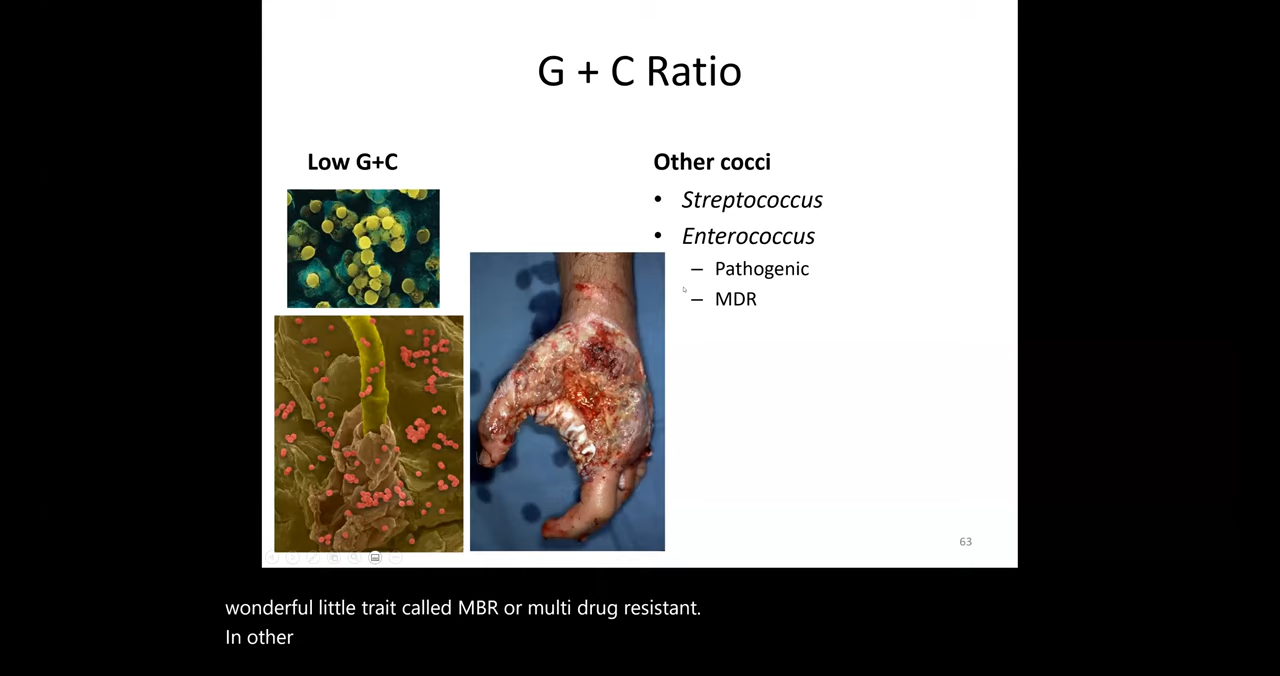 G + C Ratio
Low G+C
Other cocci
• Streptococcus
• Enterococcus
– Pathogenic
– MDR
63
wonderful little trait called MBR or multi drug resistant.
In other